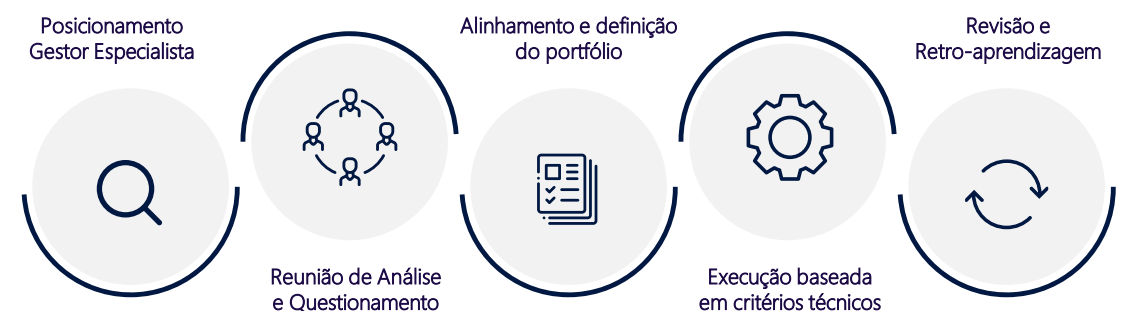 Posicionamento
Gestor Especialista
Reunião de Análise
e Questionamento
Alinhamento e definição
do portfólio
Execução baseada
em critérios técnicos
Revisão e
Retro-aprendizagem